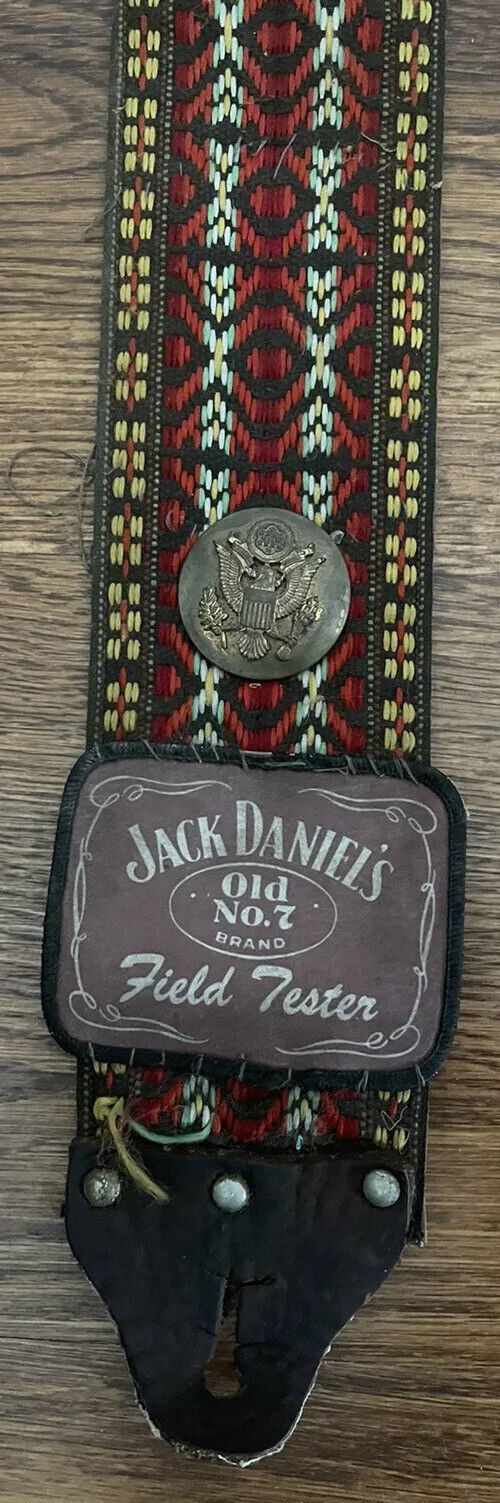 JACK DANIEL'S
Old
No.7
BRAND
Field Tester